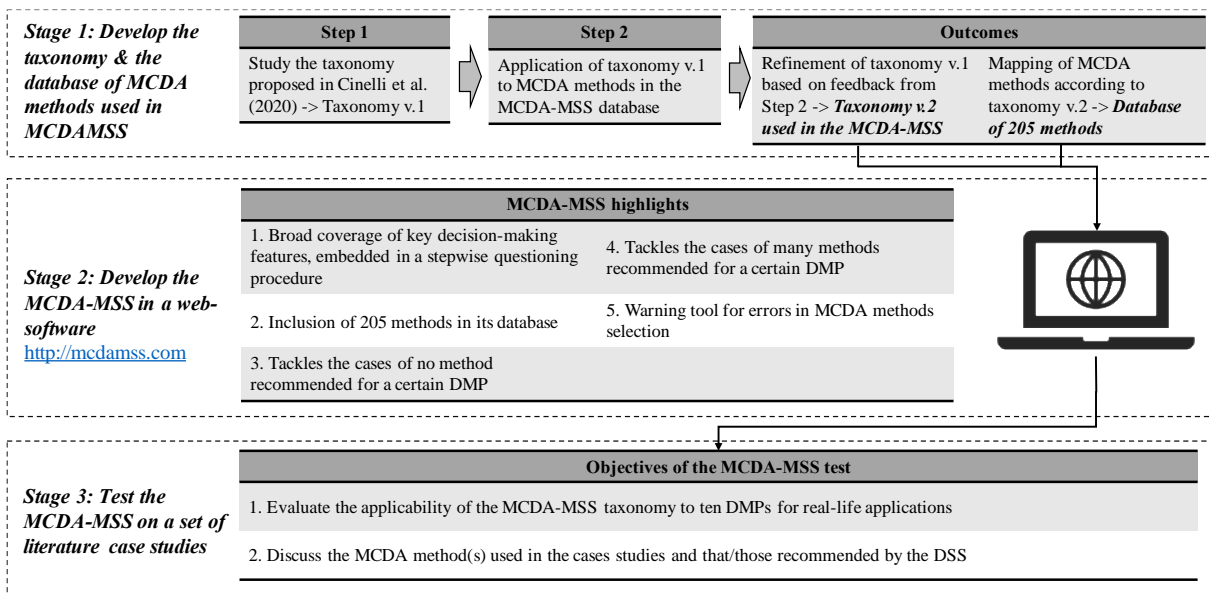 Stage 1: Develop the
taxonomy & the
database of MCDA
methods used in
MCDAMSS
Step 1
Study the taxonomy
proposed in Cinelli et al.
(2020) -> Taxonomy v.1
Step 2
Application of taxonomy v.1
to MCDA methods in the
MCDA-MSS database
Outcomes
Refinement of taxonomy v.1
based on feedback from
Step 2 -> Taxonomy v.2
used in the MCDA-MSS
Mapping of MCDA
methods according to
taxonomy v.2 -> Database
of 205 methods
Stage 2: Develop the
MCDA-MSS in a web-
software
http://mcdamss.com
MCDA-MSS highlights
1. Broad coverage of key decision-making
features, embedded in a stepwise questioning
procedure
2. Inclusion of 205 methods in its database
3. Tackles the cases of no method
recommended for a certain DMP
4. Tackles the cases of many methods
recommended for a certain DMP
5. Warning tool for errors in MCDA methods
selection
Stage 3: Test the
MCDA-MSS on a set of
literature case studies
Objectives of the MCDA-MSS test
1. Evaluate the applicability of the MCDA-MSS taxonomy to ten DMPs for real-life applications
2. Discuss the MCDA method(s) used in the cases studies and that/those recommended by the DSS